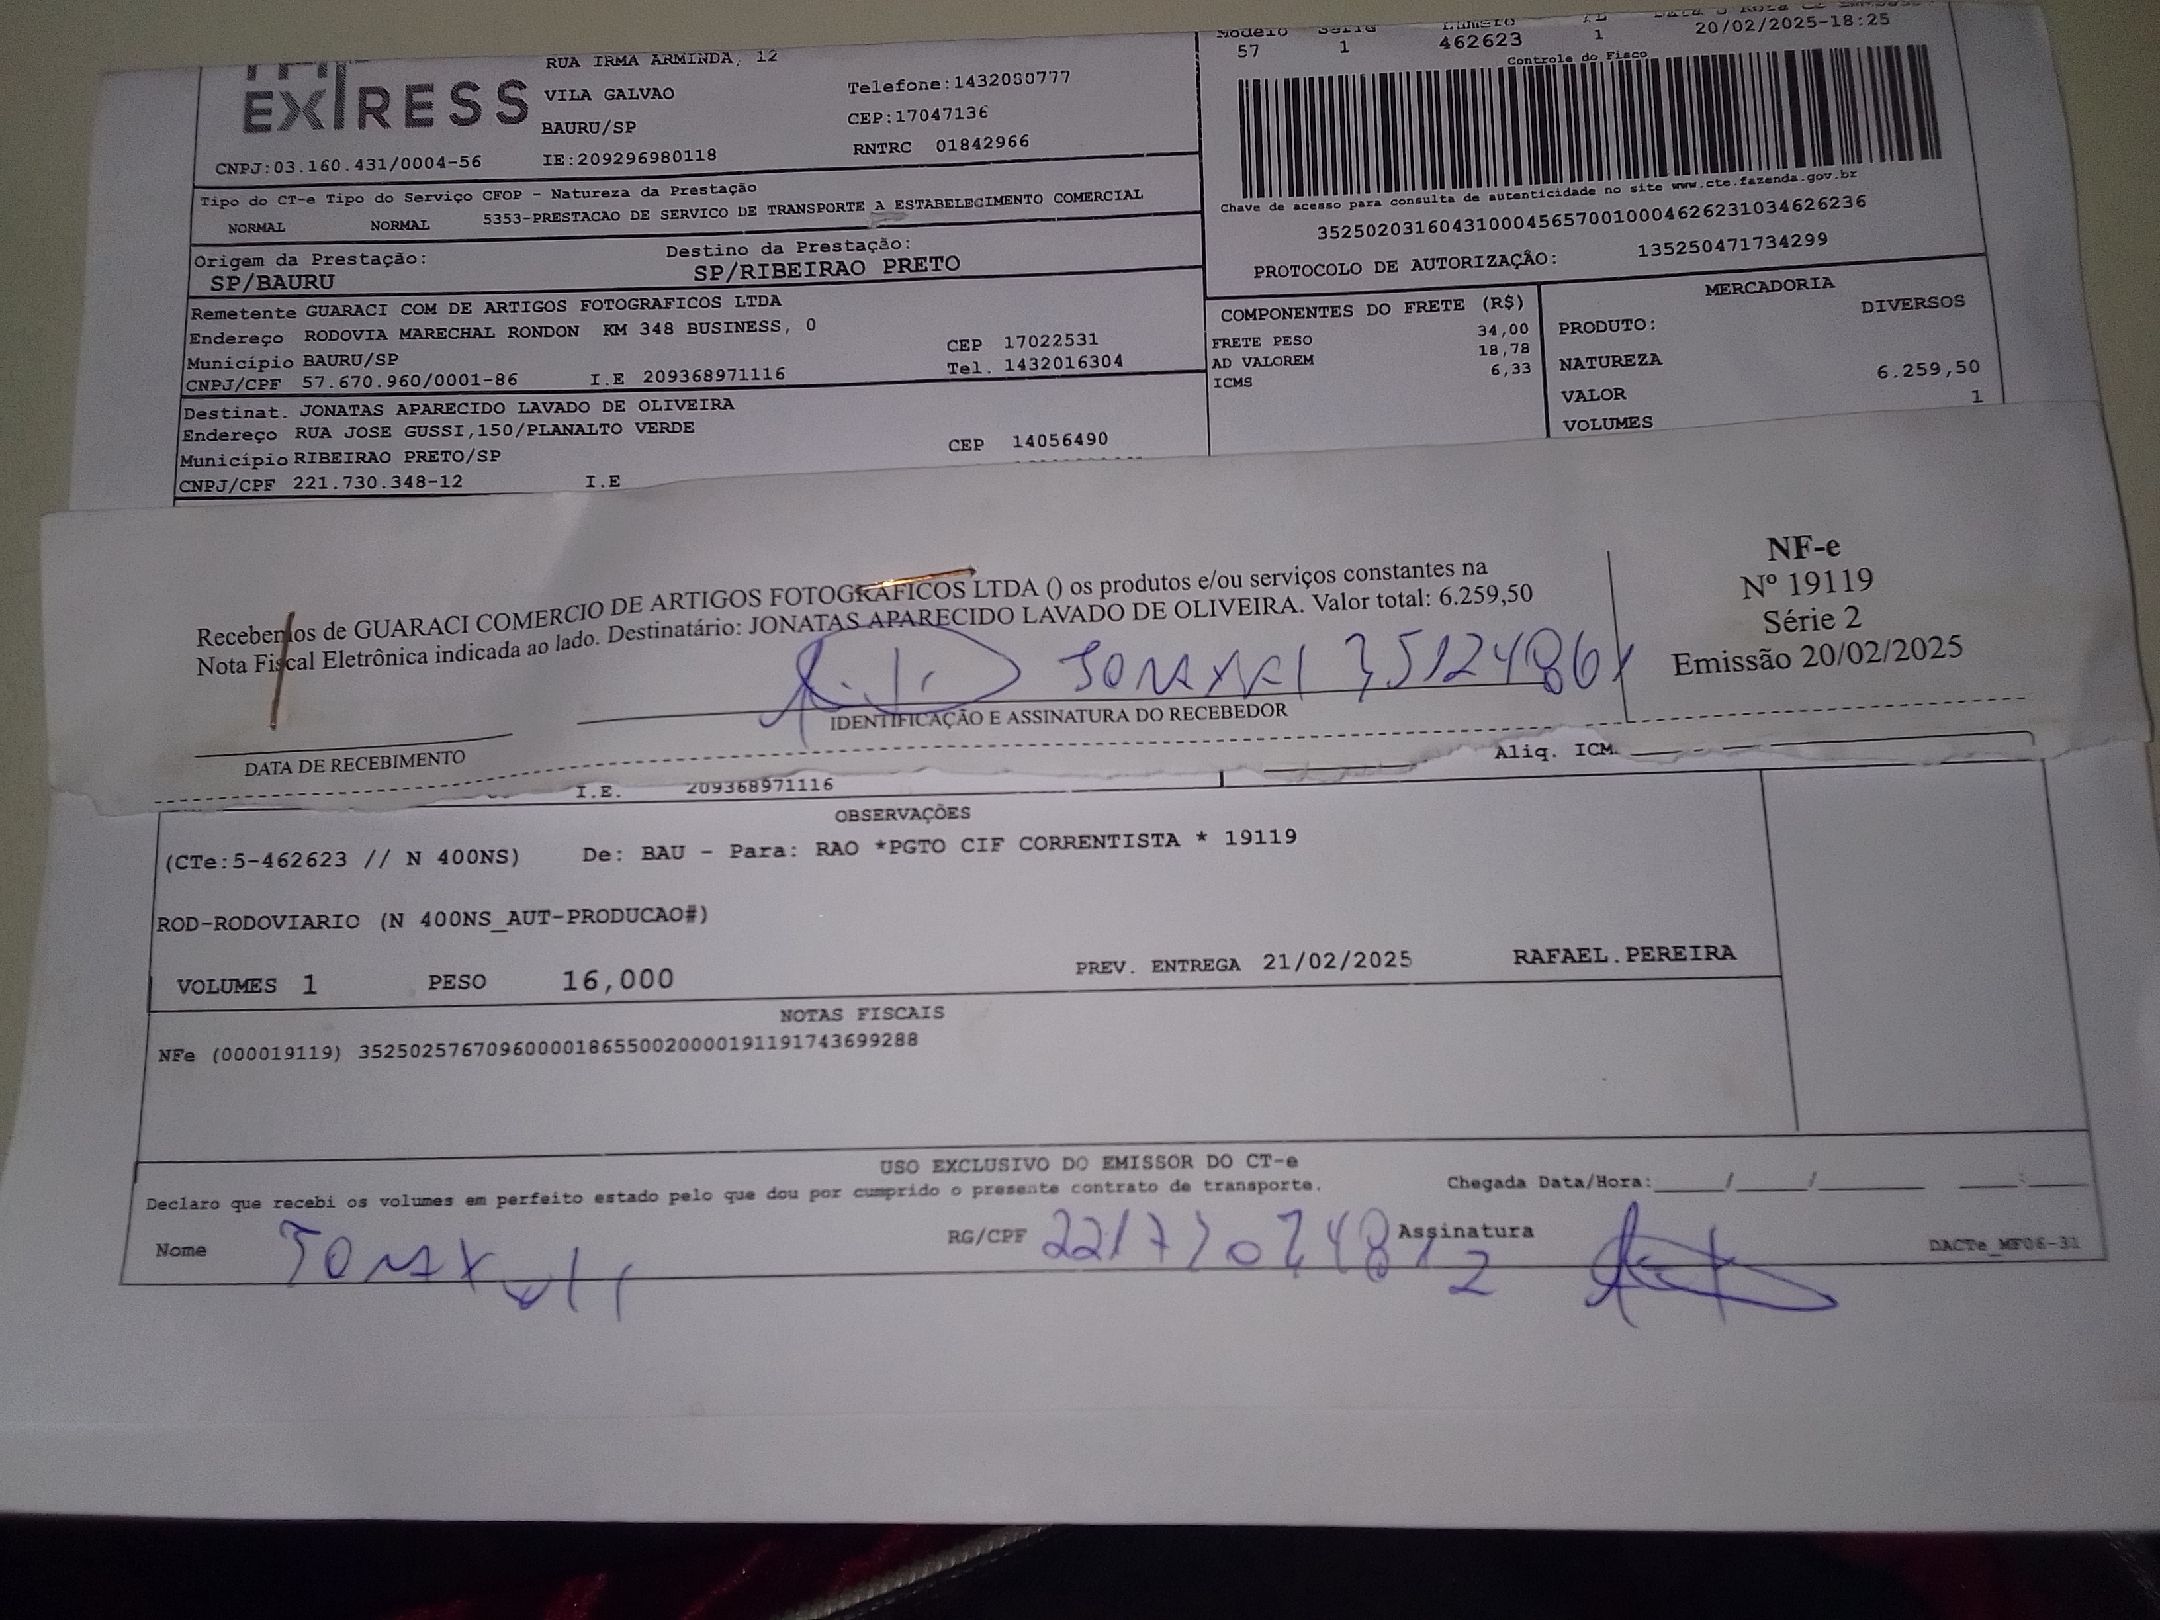 EXPRESS
RUA IRMA ARMINDA, 12
VILA GALVAO
BAURU/SP
Telefone:1432080777
CEP:17047136
CNPJ:03.160.431/0004-56 IE:209296980118 RNTRC 01842966
Modelo Série Número FL Data e Hora de Emissão
57 1 462623 1 20/02/2025-18:25
Controle do Fisco
Chave de acesso para consulta de autenticidade no site www.cte.fazenda.gov.br
35250203160431000456570010004626231034626236
PROTOCOLO DE AUTORIZAÇÃO: 135250471734299
Tipo do CT-e Tipo do Serviço CFOP - Natureza da Prestação
NORMAL NORMAL 5353-PRESTACAO DE SERVICO DE TRANSPORTE A ESTABELECIMENTO COMERCIAL
Origem da Prestação: Destino da Prestação:
SP/BAURU SP/RIBEIRAO PRETO
Remetente GUARACI COM DE ARTIGOS FOTOGRAFICOS LTDA
Endereço RODOVIA MARECHAL RONDON KM 348 BUSINESS, 0
Município BAURU/SP CEP 17022531
CNPJ/CPF 57.670.960/0001-86 I.E 209368971116 Tel. 1432016304
Destinat. JONATAS APARECIDO LAVADO DE OLIVEIRA
Endereço RUA JOSE GUSSI,150/PLANALTO VERDE
Município RIBEIRAO PRETO/SP CEP 14056490
CNPJ/CPF 221.730.348-12 I.E
COMPONENTES DO FRETE (R$)
FRETE PESO 34,00
AD VALOREM 18,78
ICMS 6,33
MERCADORIA
PRODUTO: DIVERSOS
NATUREZA
VALOR 6.259,50
VOLUMES 1
Recebemos de GUARACI COMERCIO DE ARTIGOS FOTOGRAFICOS LTDA () os produtos e/ou serviços constantes na
Nota Fiscal Eletrônica indicada ao lado. Destinatário: JONATAS APARECIDO LAVADO DE OLIVEIRA. Valor total: 6.259,50
DATA DE RECEBIMENTO
IDENTIFICAÇÃO E ASSINATURA DO RECEBEDOR
NF-e
Nº 19119
Série 2
Emissão 20/02/2025
Aliq. ICM
I.E. 209368971116
OBSERVAÇÕES
(CTe:5-462623 // N 400NS) De: BAU - Para: RAO *PGTO CIF CORRENTISTA * 19119
ROD-RODOVIARIO (N 400NS_AUT-PRODUCAO#)
VOLUMES 1 PESO 16,000 PREV. ENTREGA 21/02/2025 RAFAEL.PEREIRA
NOTAS FISCAIS
NFe (000019119) 35250257670960000186550020000191191743699288
USO EXCLUSIVO DO EMISSOR DO CT-e
Declaro que recebi os volumes em perfeito estado pelo que dou por cumprido o presente contrato de transporte. Chegada Data/Hora:____/____/______ ___:___
Nome RG/CPF Assinatura
DACTe_MF06-31